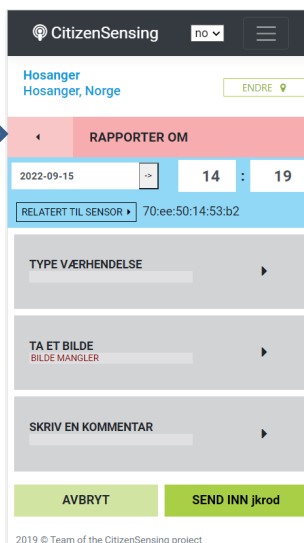 CitizenSensing
no
Hosanger
Hosanger, Norge
ENDRE
RAPPORTER OM
2022-09-15 -> 14 : 19
RELATERT TIL SENSOR 70:ee:50:14:53:b2
TYPE VÆRHENDELSE
TA ET BILDE
BILDE MANGLER
SKRIV EN KOMMENTAR
AVBRYT SEND INN jkrod
2019 © Team of the CitizenSensing project